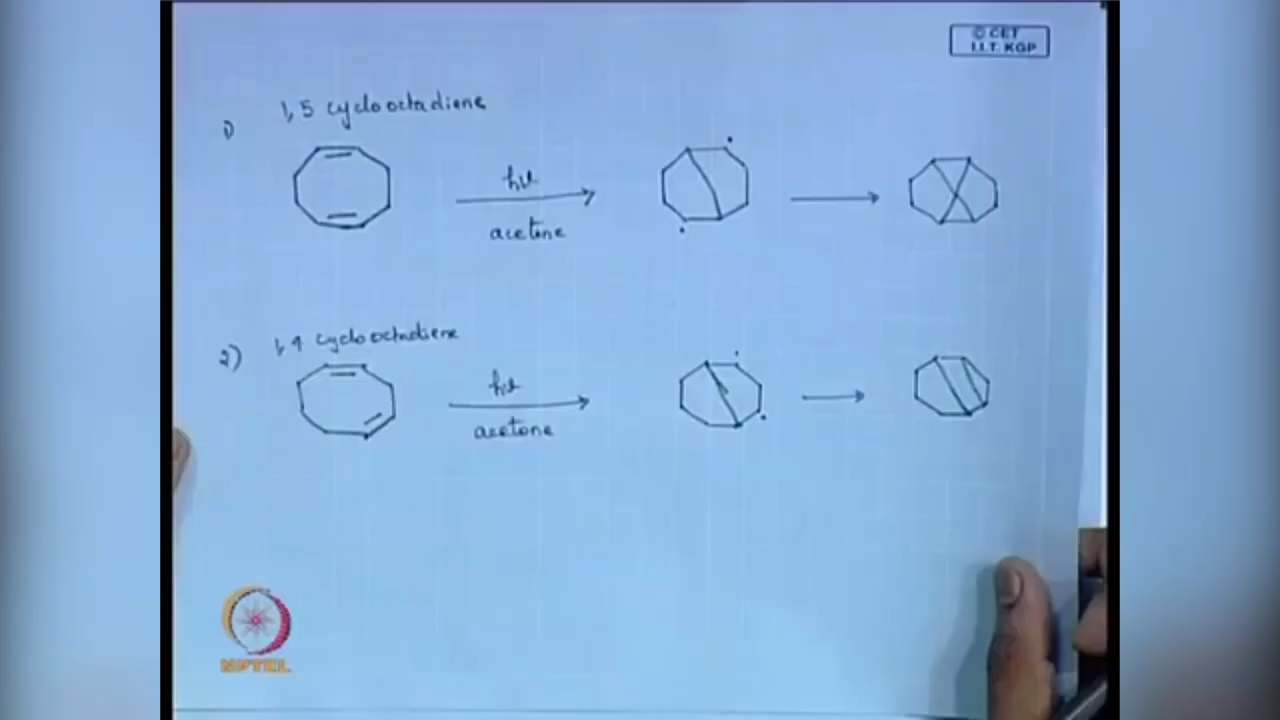 © CET
I.I.T. KGP
1, 5 cyclooctadiene
1)
hν
acetone
1, 4 cyclooctadiene
2)
hν
acetone
NPTEL